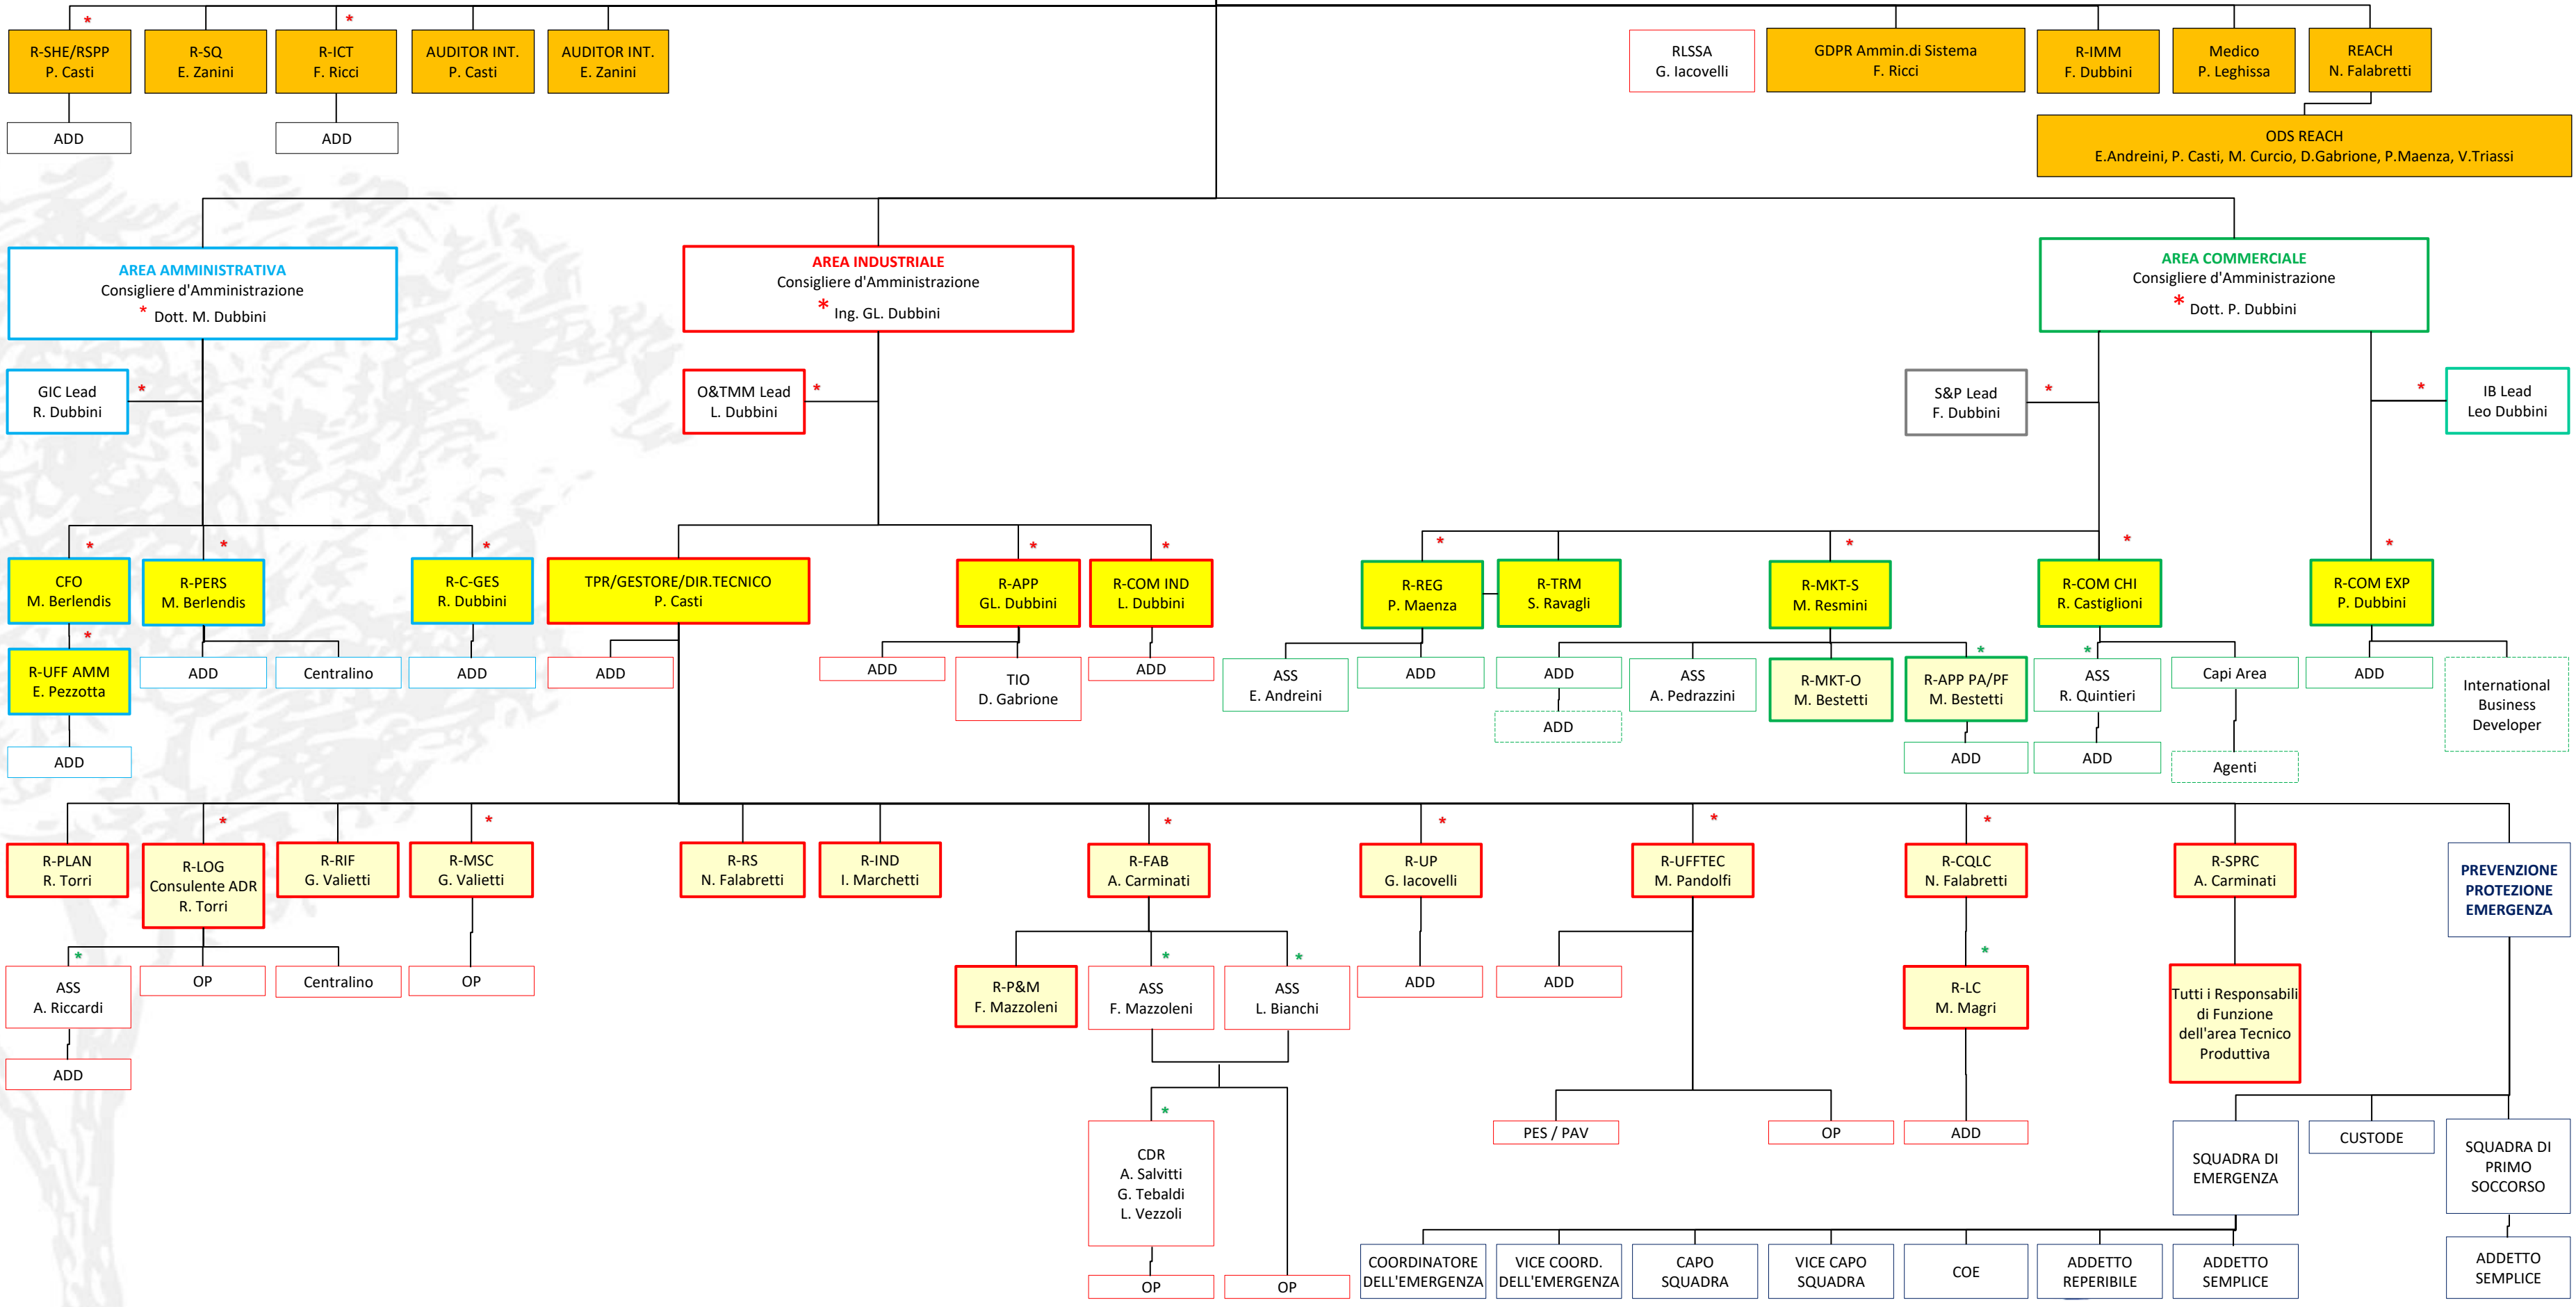 *
*
R-SHE/RSPP
P. Casti
R-SQ
E. Zanini
R-ICT
F. Ricci
AUDITOR INT.
P. Casti
AUDITOR INT.
E. Zanini
RLSSA
G. Iacovelli
GDPR Ammin.di Sistema
F. Ricci
R-IMM
F. Dubbini
Medico
P. Leghissa
REACH
N. Falabretti
ADD
ADD
ODS REACH
E.Andreini, P. Casti, M. Curcio, D.Gabrione, P.Maenza, V.Triassi
AREA AMMINISTRATIVA
Consigliere d'Amministrazione
* Dott. M. Dubbini
AREA INDUSTRIALE
Consigliere d'Amministrazione
* Ing. GL. Dubbini
AREA COMMERCIALE
Consigliere d'Amministrazione
* Dott. P. Dubbini
GIC Lead
R. Dubbini
*
O&TMM Lead
L. Dubbini
*
S&P Lead
F. Dubbini
*
*
IB Lead
Leo Dubbini
*
CFO
M. Berlendis
*
R-PERS
M. Berlendis
*
R-C-GES
R. Dubbini
TPR/GESTORE/DIR.TECNICO
P. Casti
*
R-APP
GL. Dubbini
*
R-COM IND
L. Dubbini
*
R-REG
P. Maenza
R-TRM
S. Ravagli
*
R-MKT-S
M. Resmini
*
R-COM CHI
R. Castiglioni
*
R-COM EXP
P. Dubbini
*
R-UFF AMM
E. Pezzotta
ADD
Centralino
ADD
ADD
ADD
TIO
D. Gabrione
ADD
ASS
E. Andreini
ADD
ADD
ADD
ASS
A. Pedrazzini
R-MKT-O
M. Bestetti
*
R-APP PA/PF
M. Bestetti
ADD
*
ASS
R. Quintieri
ADD
Capi Area
Agenti
ADD
International
Business
Developer
ADD
R-PLAN
R. Torri
*
R-LOG
Consulente ADR
R. Torri
R-RIF
G. Valietti
*
R-MSC
G. Valietti
R-RS
N. Falabretti
R-IND
I. Marchetti
*
R-FAB
A. Carminati
*
R-UP
G. Iacovelli
*
R-UFFTEC
M. Pandolfi
*
R-CQLC
N. Falabretti
R-SPRC
A. Carminati
PREVENZIONE
PROTEZIONE
EMERGENZA
*
ASS
A. Riccardi
OP
Centralino
OP
R-P&M
F. Mazzoleni
*
ASS
F. Mazzoleni
*
ASS
L. Bianchi
ADD
ADD
*
R-LC
M. Magri
Tutti i Responsabili
di Funzione
dell'area Tecnico
Produttiva
ADD
*
CDR
A. Salvitti
G. Tebaldi
L. Vezzoli
PES / PAV
OP
ADD
SQUADRA DI
EMERGENZA
CUSTODE
SQUADRA DI
PRIMO
SOCCORSO
OP
OP
COORDINATORE
DELL'EMERGENZA
VICE COORD.
DELL'EMERGENZA
CAPO
SQUADRA
VICE CAPO
SQUADRA
COE
ADDETTO
REPERIBILE
ADDETTO
SEMPLICE
ADDETTO
SEMPLICE